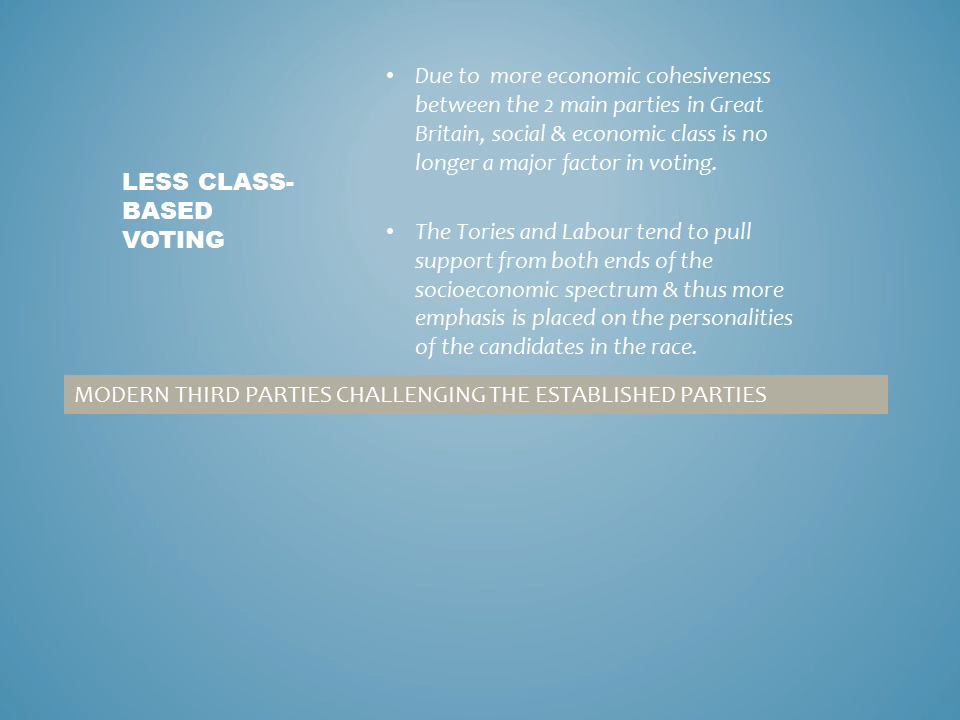 LESS CLASS-
BASED
VOTING
• Due to  more economic cohesiveness
between the 2 main parties in Great
Britain, social & economic class is no
longer a major factor in voting.
• The Tories and Labour tend to pull
support from both ends of the
socioeconomic spectrum & thus more
emphasis is placed on the personalities
of the candidates in the race.
MODERN THIRD PARTIES CHALLENGING THE ESTABLISHED PARTIES